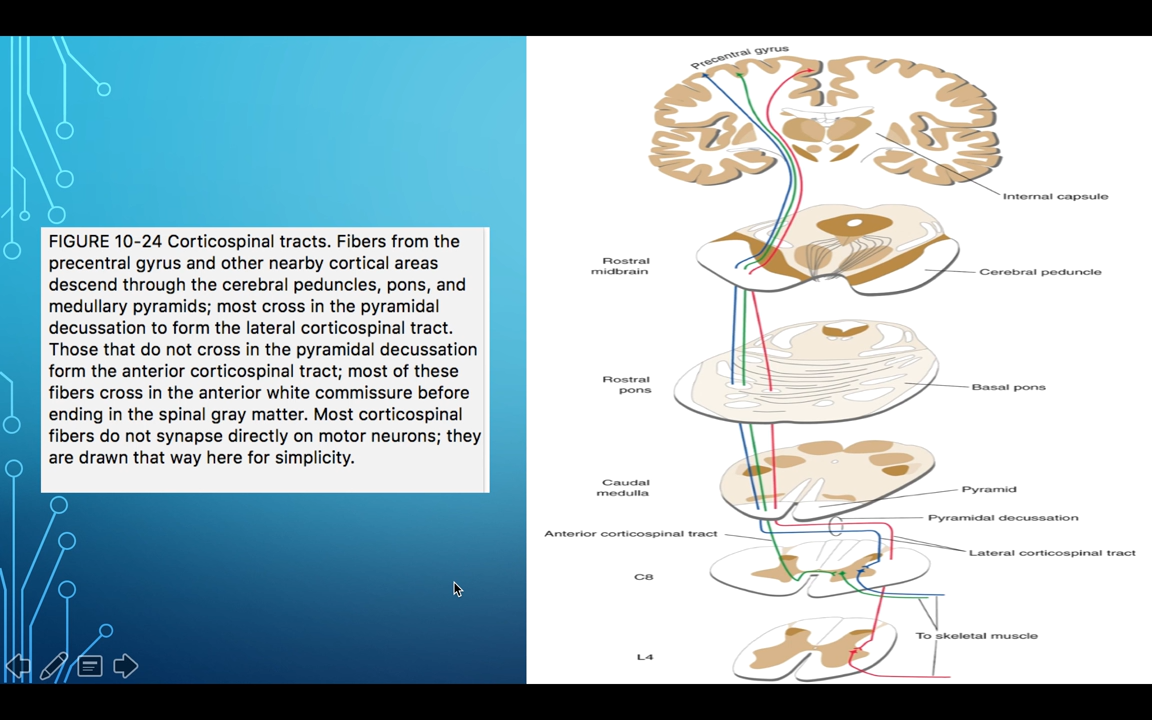 FIGURE 10-24 Corticospinal tracts. Fibers from the
precentral gyrus and other nearby cortical areas
descend through the cerebral peduncles, pons, and
medullary pyramids; most cross in the pyramidal
decussation to form the lateral corticospinal tract.
Those that do not cross in the pyramidal decussation
form the anterior corticospinal tract; most of these
fibers cross in the anterior white commissure before
ending in the spinal gray matter. Most corticospinal
fibers do not synapse directly on motor neurons; they
are drawn that way here for simplicity.
Precentral gyrus
Internal capsule
Rostral
midbrain
Cerebral peduncle
Rostral
pons
Basal pons
Caudal
medulla
Pyramid
Pyramidal decussation
Anterior corticospinal tract
Lateral corticospinal tract
C8
To skeletal muscle
L4